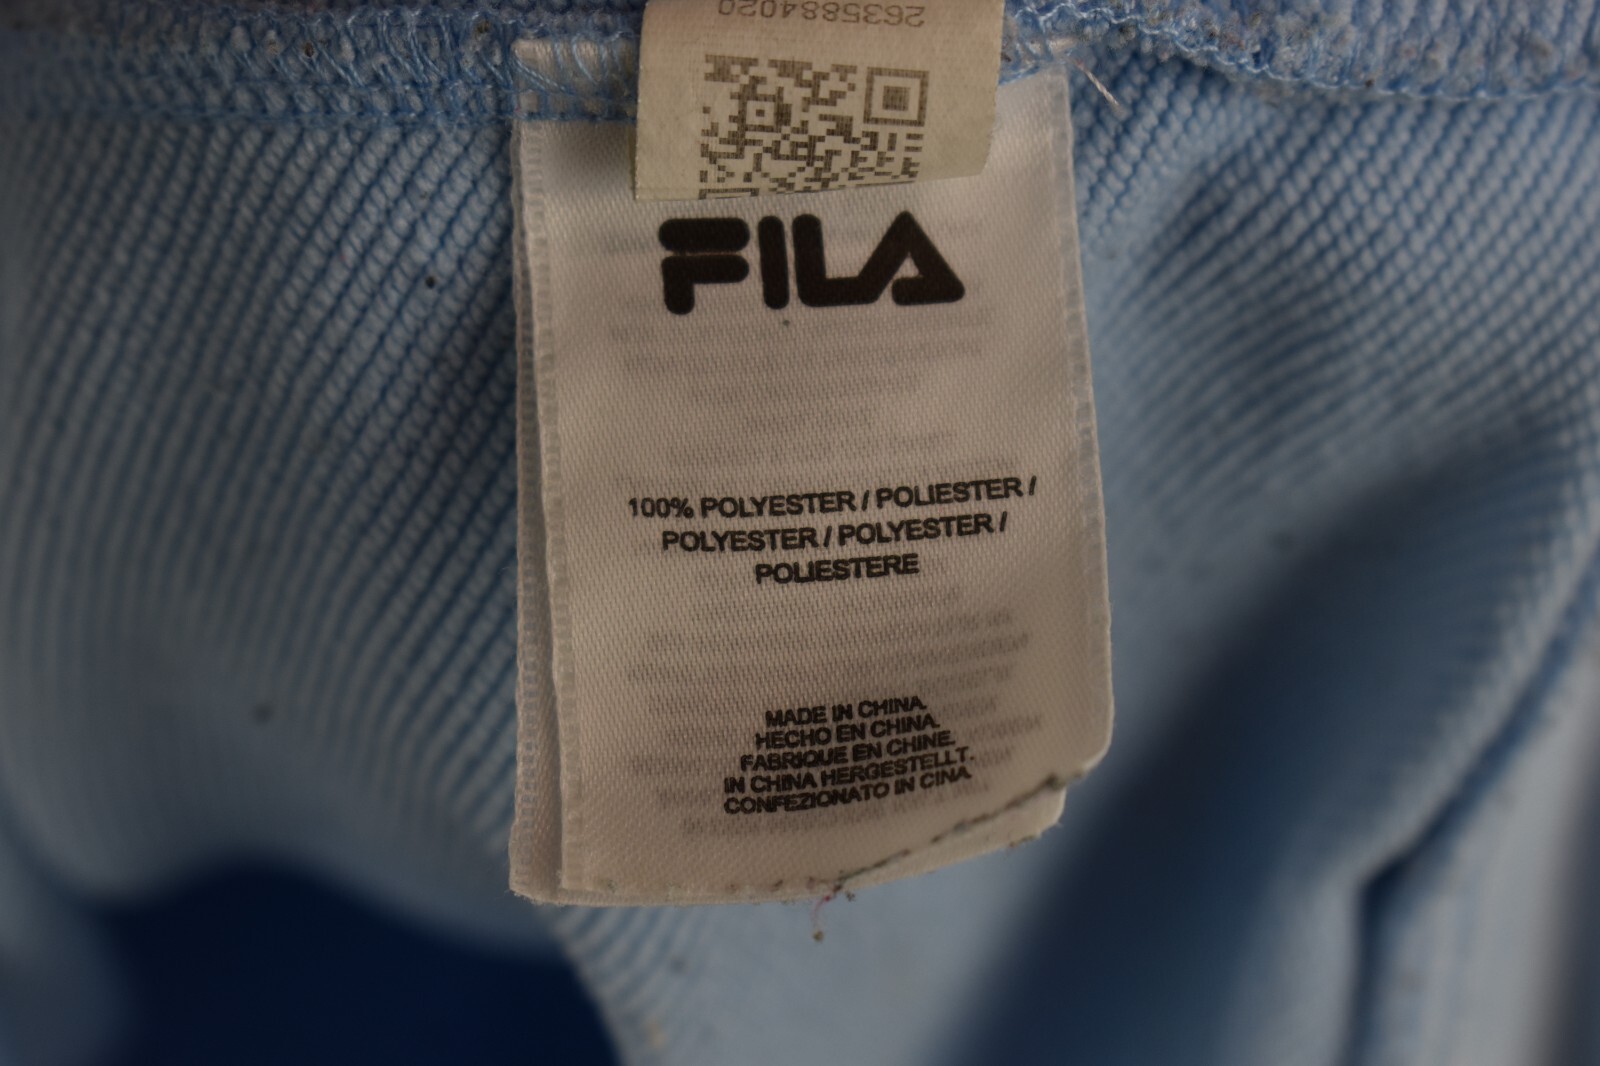 2635884020
FILA
100% POLYESTER / POLIESTER /
POLYESTER / POLYESTER /
POLIESTERE
MADE IN CHINA.
HECHO EN CHINA.
FABRIQUE EN CHINE.
IN CHINA HERGESTELLT.
CONFEZIONATO IN CINA.